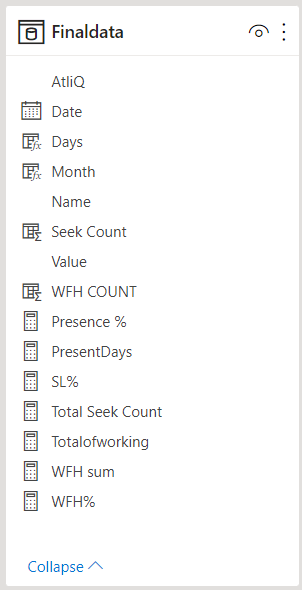 Finaldata
AtliQ
Date
Days
Month
Name
Seek Count
Value
WFH COUNT
Presence %
PresentDays
SL%
Total Seek Count
Totalofworking
WFH sum
WFH%
Collapse